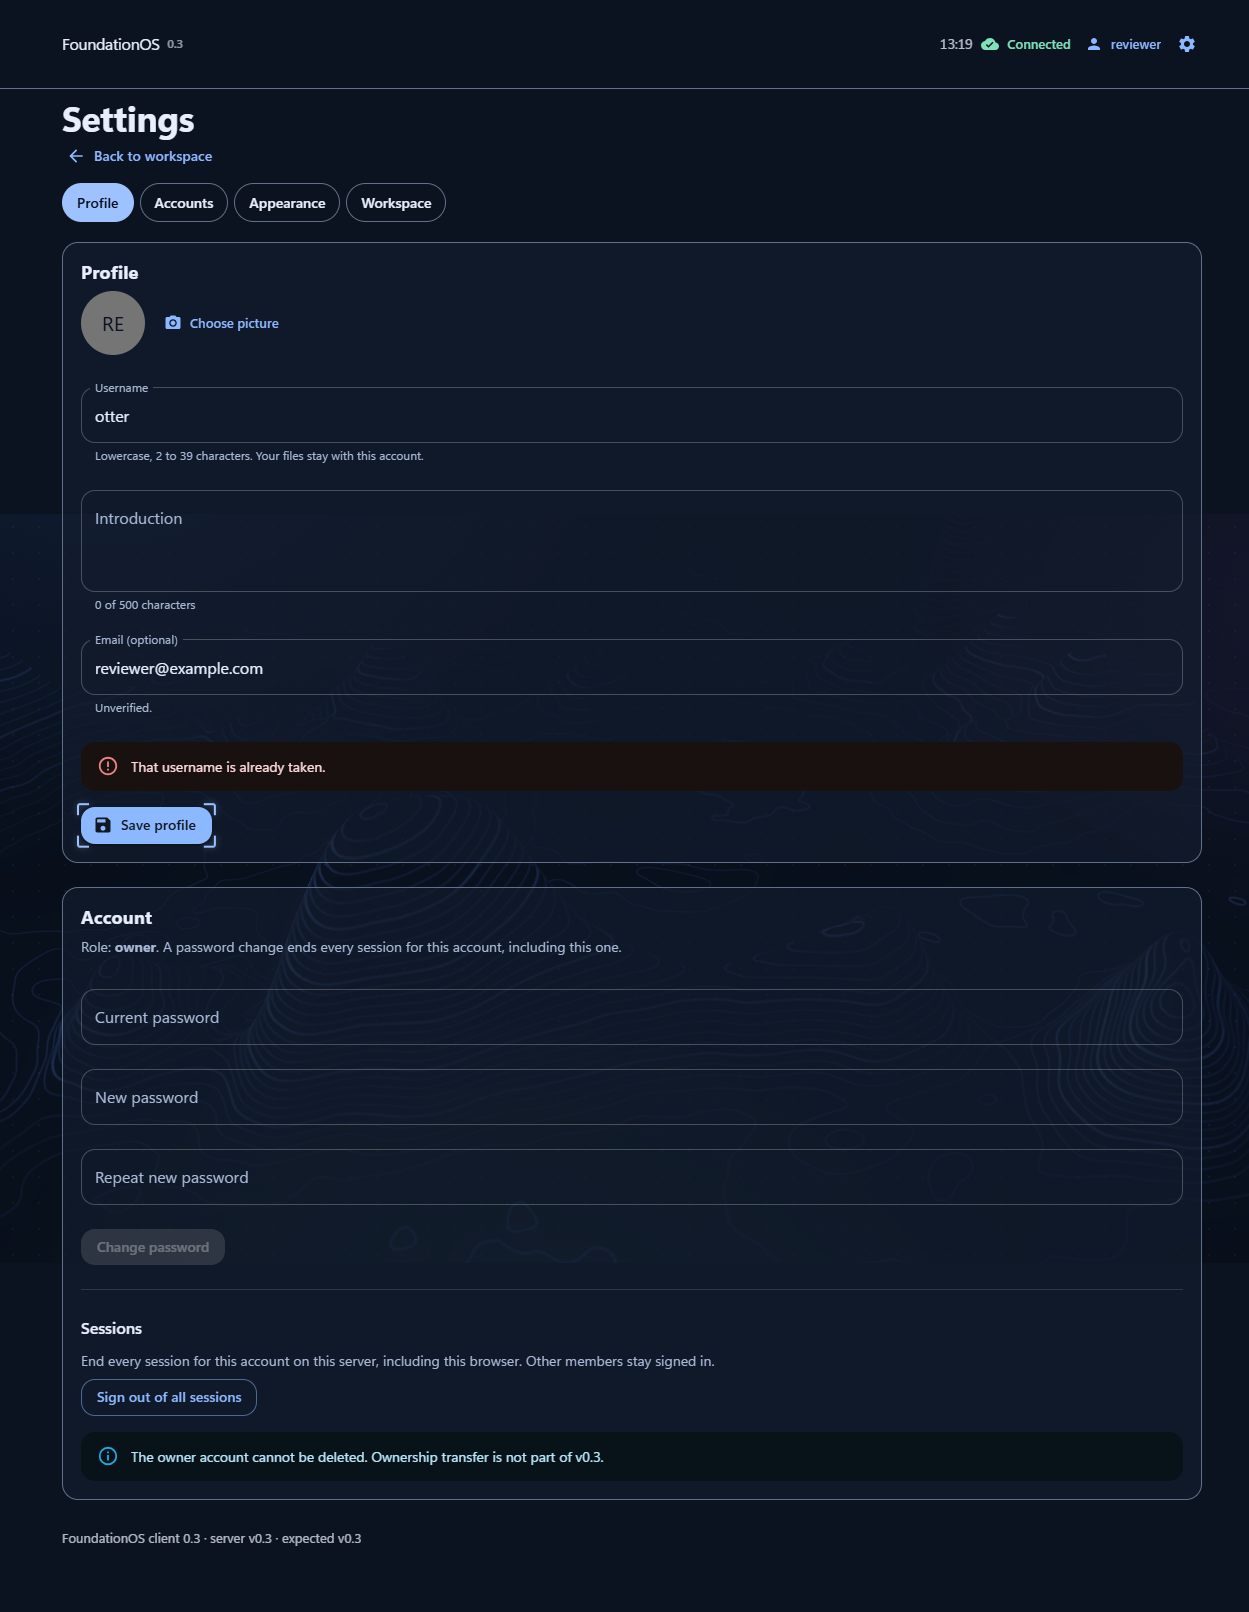 FoundationOS 0.3
13:19 Connected reviewer
Settings
Back to workspace
Profile Accounts Appearance Workspace
Profile
RE
Choose picture
Username
otter
Lowercase, 2 to 39 characters. Your files stay with this account.
Introduction
0 of 500 characters
Email (optional)
reviewer@example.com
Unverified.
That username is already taken.
Save profile
Account
Role: owner. A password change ends every session for this account, including this one.
Current password
New password
Repeat new password
Change password
Sessions
End every session for this account on this server, including this browser. Other members stay signed in.
Sign out of all sessions
The owner account cannot be deleted. Ownership transfer is not part of v0.3.
FoundationOS client 0.3 · server v0.3 · expected v0.3